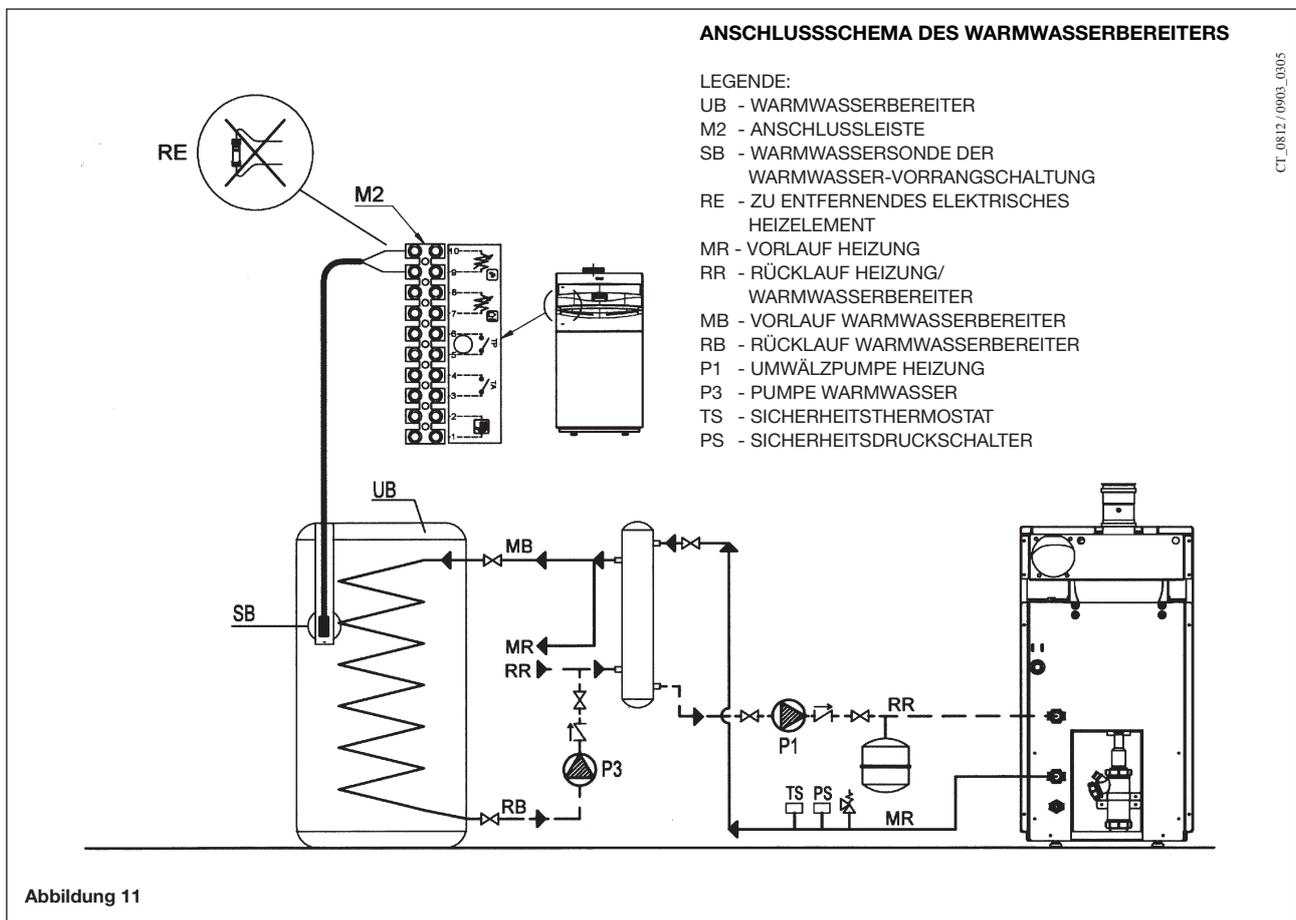 ANSCHLUSSSCHEMA DES WARMWASSERBEREITERS
CT_0812 / 0903_0305
LEGENDE:
UB - WARMWASSERBEREITER
M2 - ANSCHLUSSLEISTE
SB - WARMWASSERSONDE DER
WARMWASSER-VORRANGSCHALTUNG
RE - ZU ENTFERNENDES ELEKTRISCHES
HEIZELEMENT
MR - VORLAUF HEIZUNG
RR - RÜCKLAUF HEIZUNG/
WARMWASSERBEREITER
MB - VORLAUF WARMWASSERBEREITER
RB - RÜCKLAUF WARMWASSERBEREITER
P1 - UMWÄLZPUMPE HEIZUNG
P3 - PUMPE WARMWASSER
TS - SICHERHEITSTHERMOSTAT
PS - SICHERHEITSDRUCKSCHALTER
RE
M2
10
9
8
7
6
5
TP
4
3
TA
2
1
UB
MB
SB
MR
RR
RR
P1
P3
TS PS
RB
MR
Abbildung 11